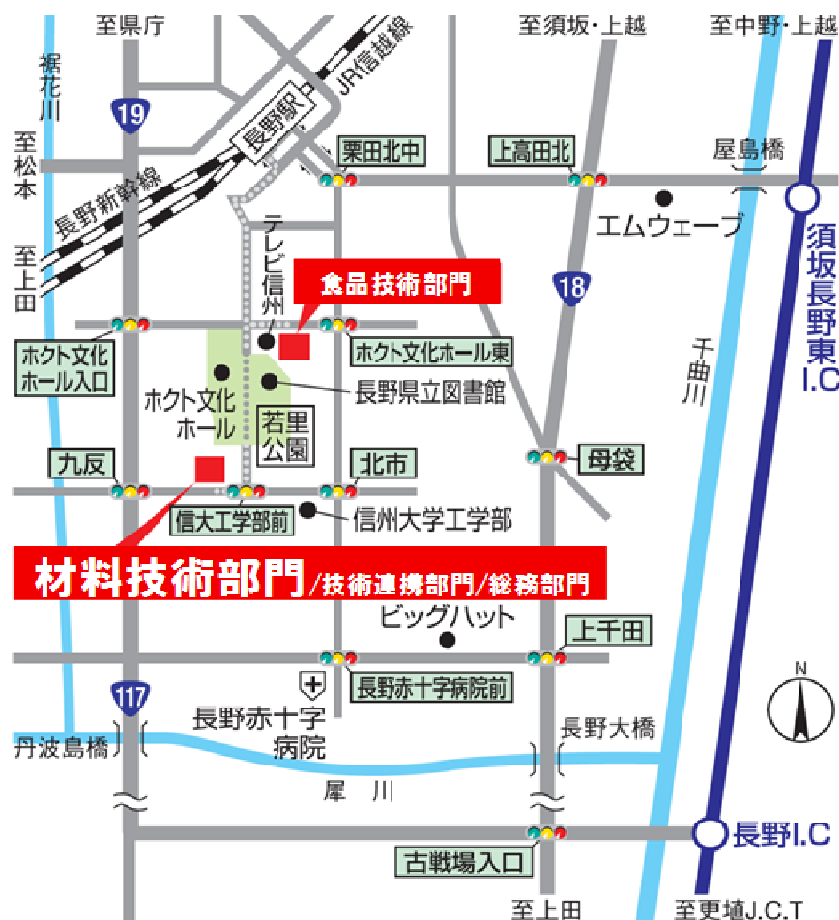 至県庁
至須坂・上越
至中野・上越
裾花川
JR信越線
19
長野駅
至松本
栗田北中
上高田北
屋島橋
長野新幹線
エムウェーブ
至上田
テレビ信州
食品技術部門
18
須坂長野東I.C
ホクト文化
ホール入口
ホクト文化ホール東
千曲川
長野県立図書館
ホクト文化
ホール
若里
公園
九反
北市
母袋
信大工学部前
信州大学工学部
材料技術部門/技術連携部門/総務部門
ビッグハット
上千田
長野赤十字病院前
117
N
長野赤十字
病院
長野大橋
丹波島橋
犀川
長野I.C
古戦場入口
至上田
至更埴J.C.T